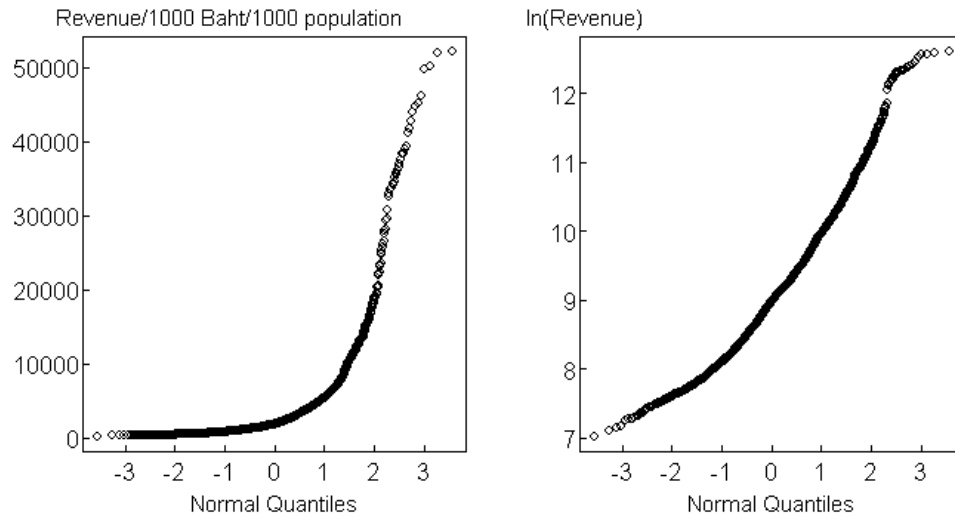 Revenue/1000 Baht/1000 population
50000
40000
30000
20000
10000
0
-3 -2 -1 0 1 2 3
Normal Quantiles
ln(Revenue)
12
11
10
9
8
7
-3 -2 -1 0 1 2 3
Normal Quantiles